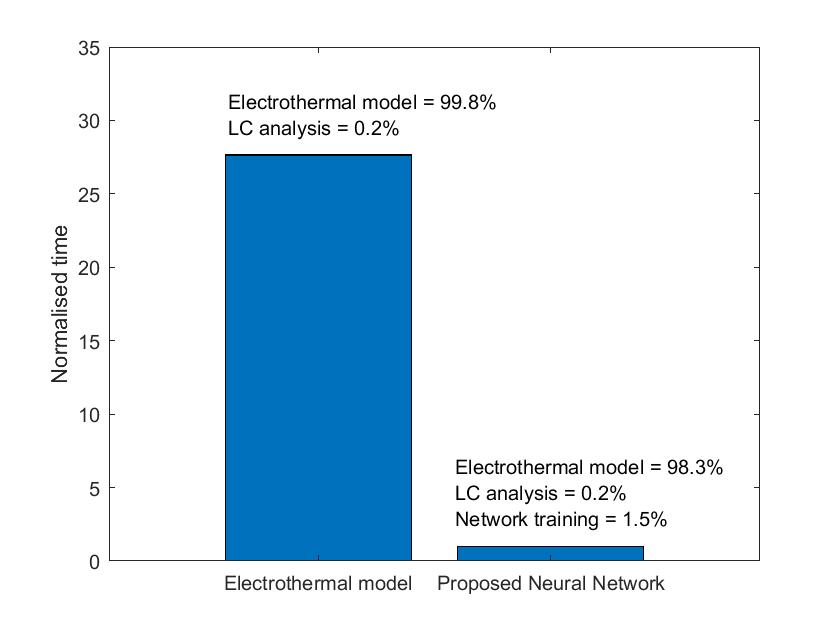 35
30
25
20
15
10
5
0
Normalised time
Electrothermal model = 99.8%
LC analysis = 0.2%
Electrothermal model = 98.3%
LC analysis = 0.2%
Network training = 1.5%
Electrothermal model
Proposed Neural Network